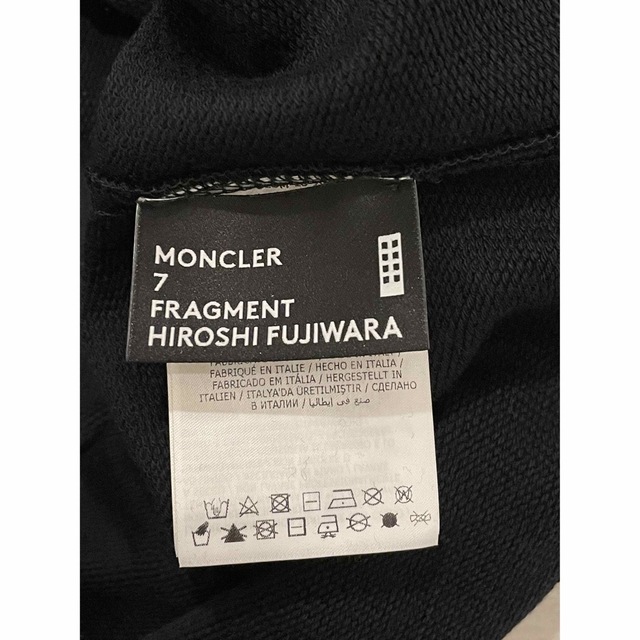 MONCLER
7
FRAGMENT
HIROSHI FUJIWARA
FABRIQUÉ EN ITALIE / HECHO EN ITALIA /
FABRICADO EM ITÁLIA / HERGESTELLT IN
ITALIEN / ITALYA'DA ÜRETİLMİŞTİR / СДЕЛАНО
В ИТАЛИИ / صنع في إيطاليا